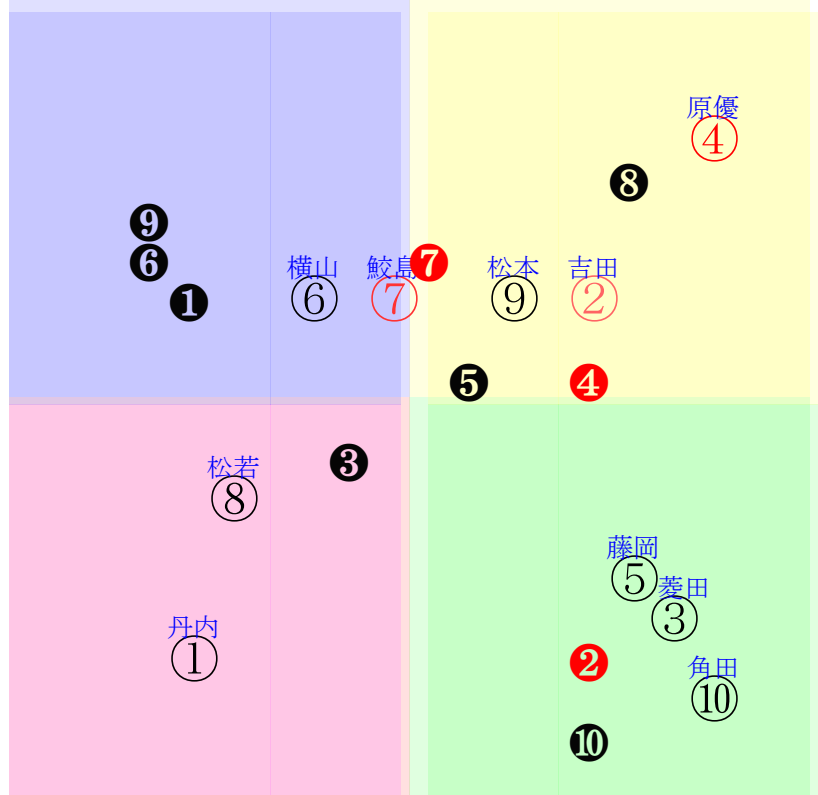 原優
④
❽
❾
❻
❼
横山
鮫島
松本
吉田
❶
⑥
⑦
⑨
②
❺
❹
❸
松若
⑧
藤岡
⑤
菱田
③
丹内
①
❷
角田
⑩
❿